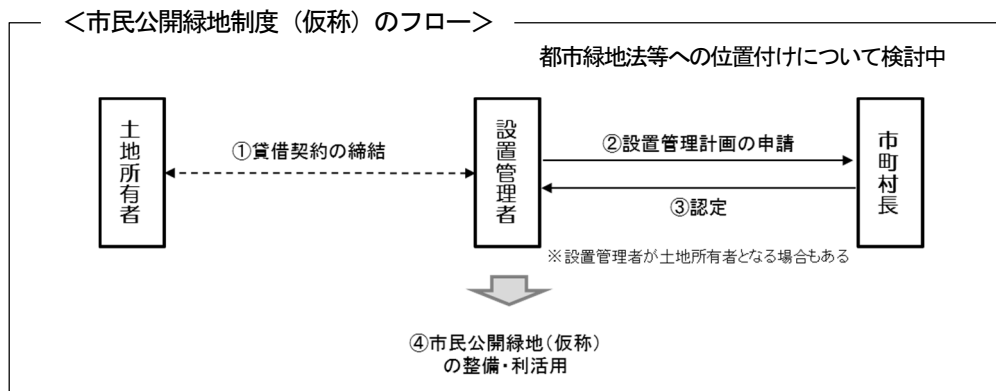 ＜市民公開緑地制度（仮称）のフロー＞
都市緑地法等への位置付けについて検討中
土地所有者
①貸借契約の締結
設置管理者
②設置管理計画の申請
③認定
市町村長
※設置管理者が土地所有者となる場合もある
④市民公開緑地（仮称）
の整備・利活用